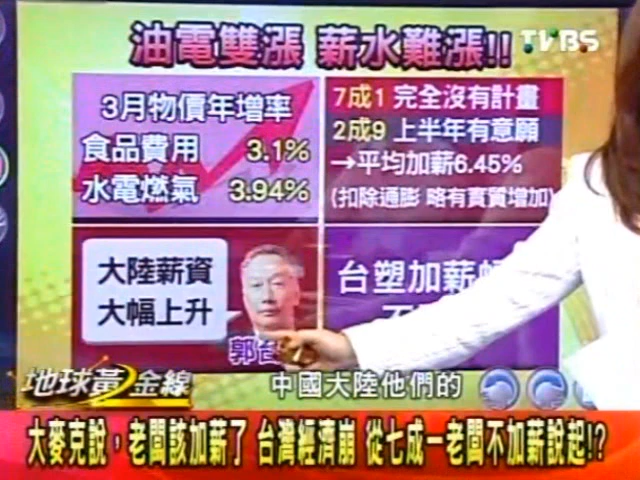 油電雙漲 薪水難漲!!
TVBS
3月物價年增率
食品費用 3.1%
水電燃氣 3.94%
7成1 完全沒有計畫
2成9 上半年有意願
→平均加薪6.45%
(扣除通膨 略有實質增加)
大陸薪資
大幅上升
郭台
台塑加薪幅
地球黃金線
中國大陸他們的
大麥克說，老闆該加薪了 台灣經濟崩 從七成一老闆不加薪說起!?